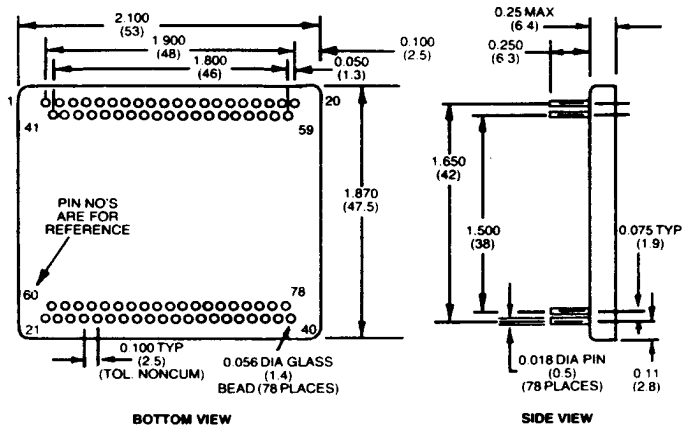 2.100
(53)
1.900
(48)
1.800
(46)
0.100
(2.5)
0.050
(1.3)
1
20
41
59
PIN NO'S
ARE FOR
REFERENCE
1.870
(47.5)
60
78
21
40
0.100 TYP
(2.5)
(TOL. NONCUM)
0.056 DIA GLASS
(1.4)
BEAD (78 PLACES)
BOTTOM VIEW
0.25 MAX
(6.4)
0.250
(6.3)
1.650
(42)
1.500
(38)
0.075 TYP
(1.9)
0.018 DIA PIN
(0.5)
(78 PLACES)
0.11
(2.8)
SIDE VIEW